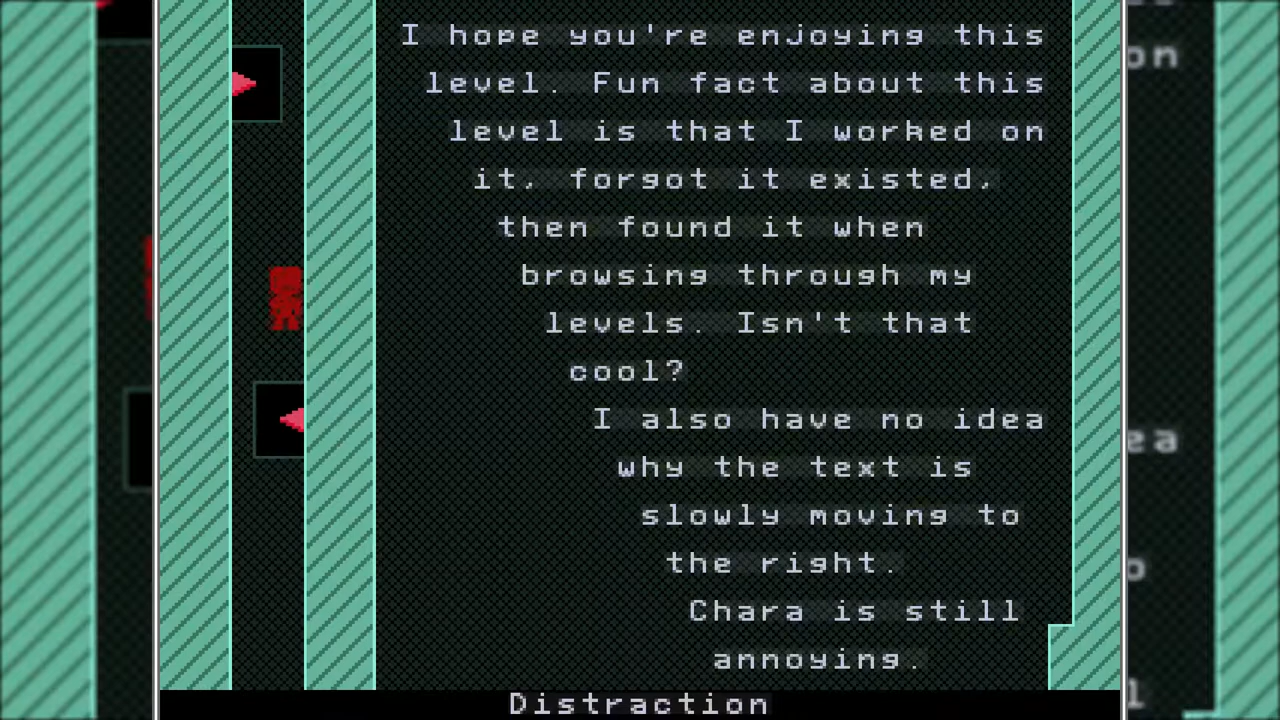 I hope you're enjoying this
level. Fun fact about this
level is that I worked on
it, forgot it existed,
then found it when
browsing through my
levels. Isn't that
cool?
I also have no idea
why the text is
slowly moving to
the right.
Chara is still
annoying.
Distraction